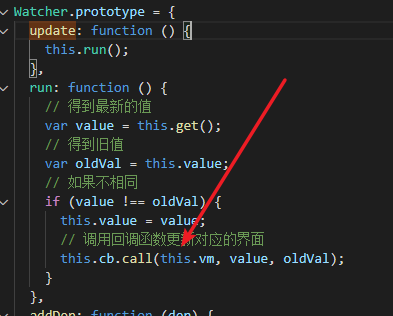 Watcher.prototype = {
update: function () {
this.run();
},
run: function () {
// 得到最新的值
var value = this.get();
// 得到旧值
var oldVal = this.value;
// 如果不相同
if (value !== oldVal) {
this.value = value;
// 调用回调函数更新对应的界面
this.cb.call(this.vm, value, oldVal);
}
},
addDep: function (dep) {